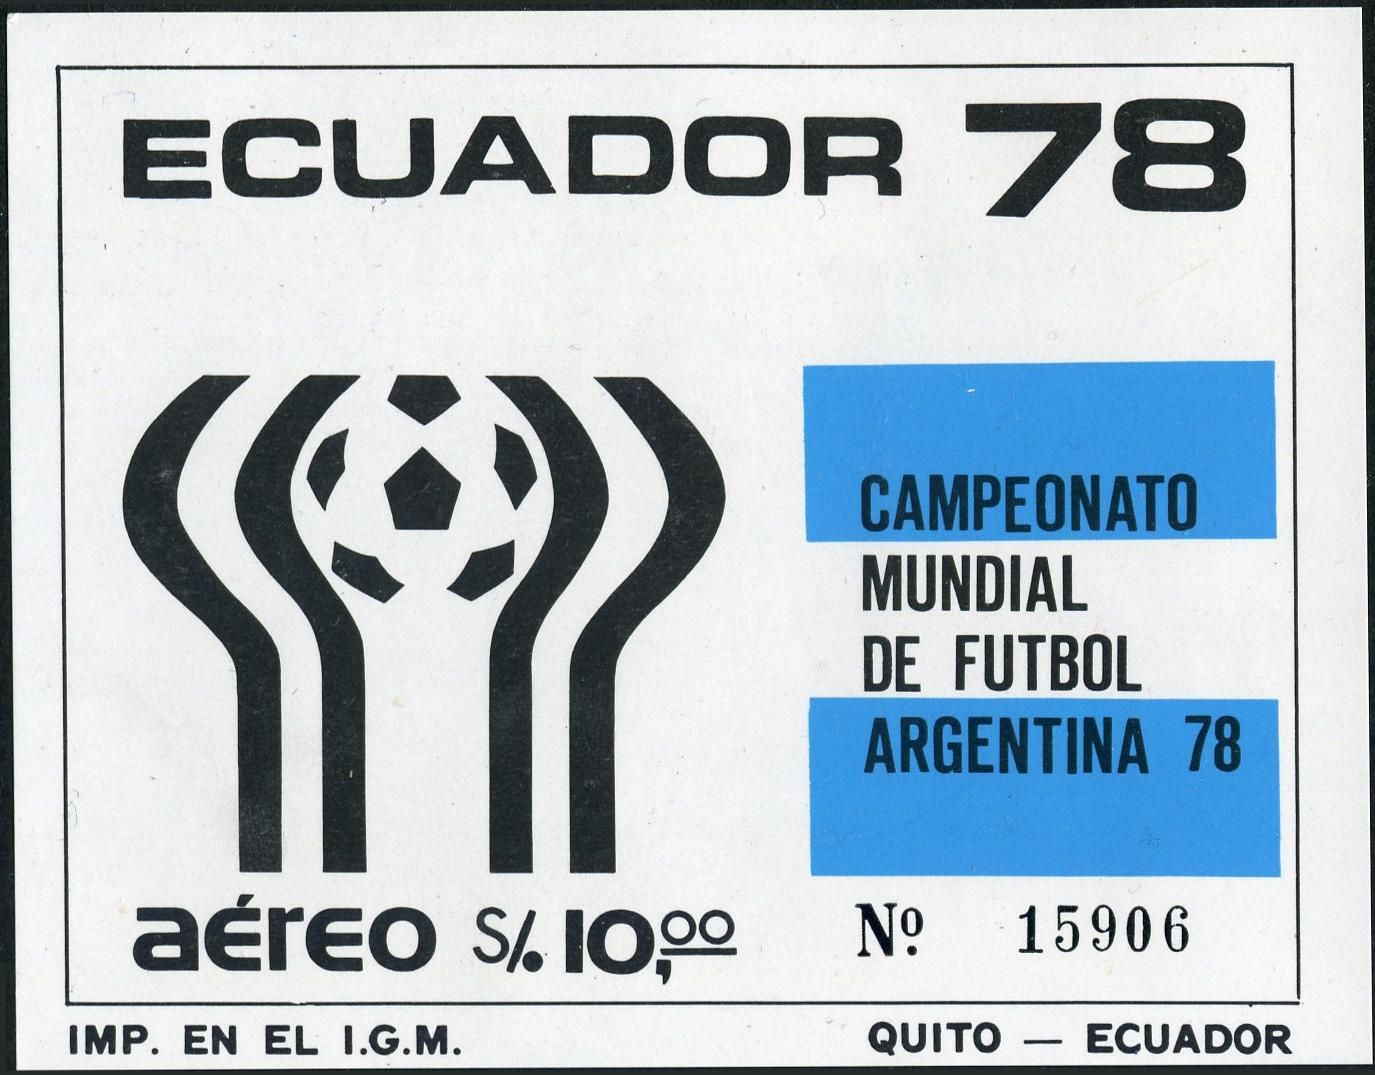 ECUADOR 78
CAMPEONATO
MUNDIAL
DE FUTBOL
ARGENTINA 78
aéreo S/. 10,00
Nº 15906
IMP. EN EL I.G.M.
QUITO — ECUADOR